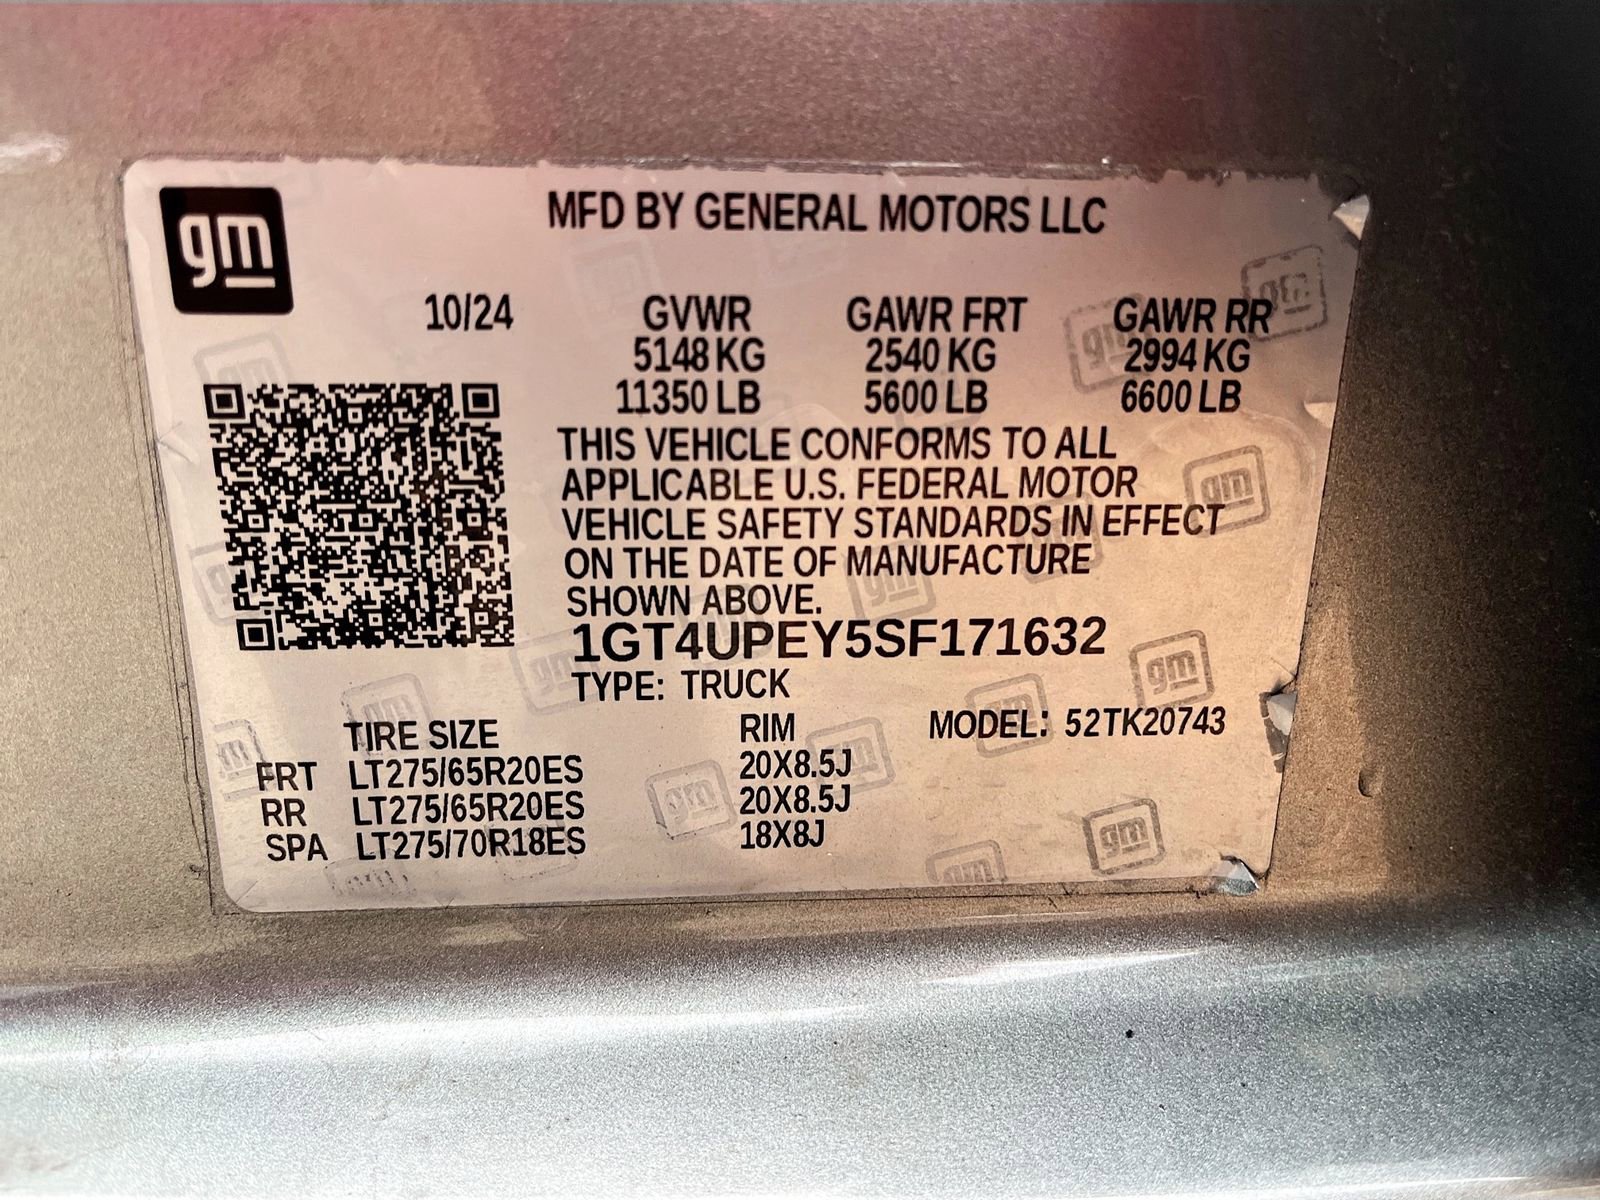 gm
MFD BY GENERAL MOTORS LLC
10/24 GVWR GAWR FRT GAWR RR
5148 KG 2540 KG 2994 KG
11350 LB 5600 LB 6600 LB
THIS VEHICLE CONFORMS TO ALL
APPLICABLE U.S. FEDERAL MOTOR
VEHICLE SAFETY STANDARDS IN EFFECT
ON THE DATE OF MANUFACTURE
SHOWN ABOVE.
1GT4UPEY5SF171632
TYPE: TRUCK
TIRE SIZE RIM MODEL: 52TK20743
FRT LT275/65R20ES 20X8.5J
RR LT275/65R20ES 20X8.5J
SPA LT275/70R18ES 18X8J